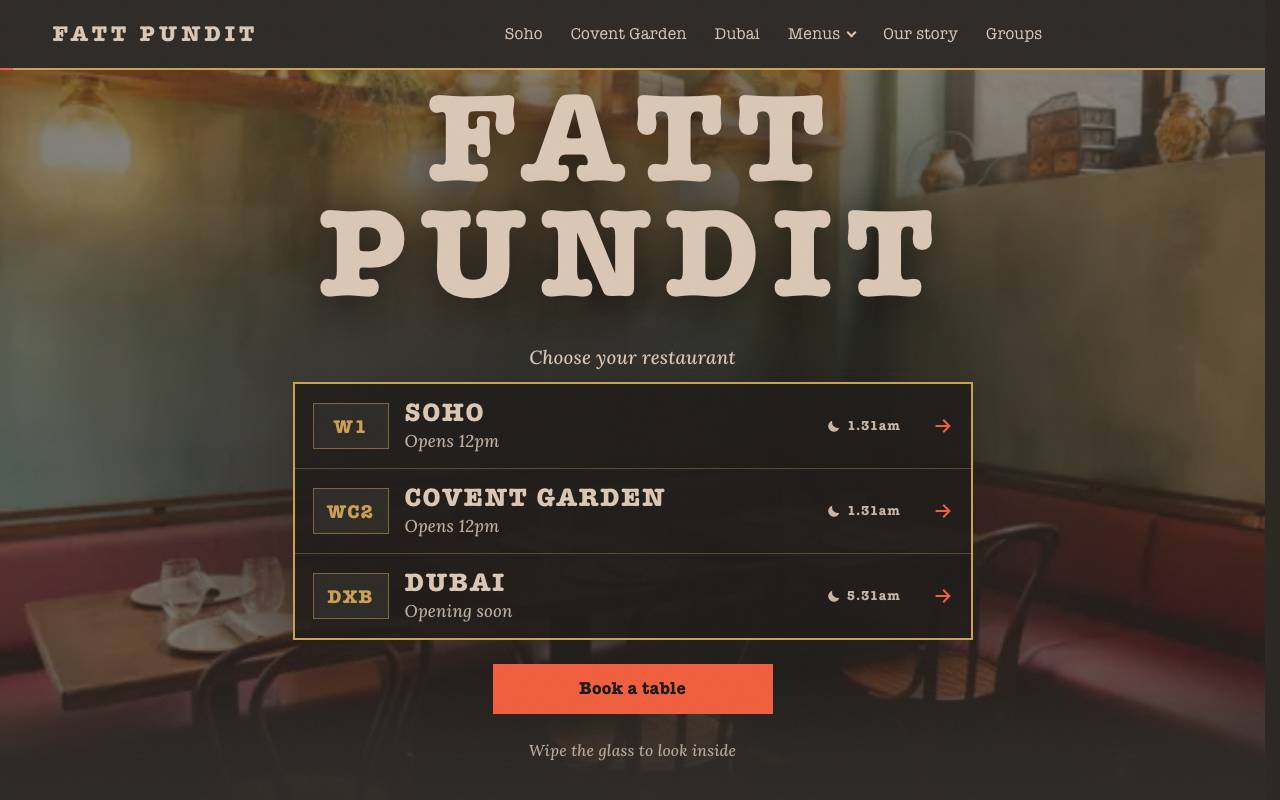 FATT PUNDIT
Soho
Covent Garden
Dubai
Menus
Our story
Groups
FATT
PUNDIT
Choose your restaurant
W1
SOHO
Opens 12pm
1.31am
WC2
COVENT GARDEN
Opens 12pm
1.31am
DXB
DUBAI
Opening soon
5.31am
Book a table
Wipe the glass to look inside